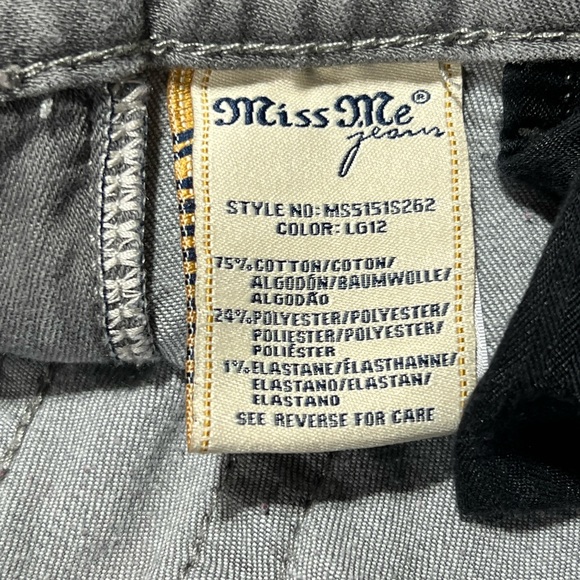 Miss Me®
jeans
STYLE NO: MS5151S262
COLOR: LG12
75% COTTON/COTON/
ALGODÓN/BAUMWOLLE/
ALGODÃO
24% POLYESTER/POLYESTER/
POLIESTER/POLYESTER/
POLIÉSTER
1% ELASTANE/ÉLASTHANNE/
ELASTANO/ELASTAN/
ELASTANO
SEE REVERSE FOR CARE